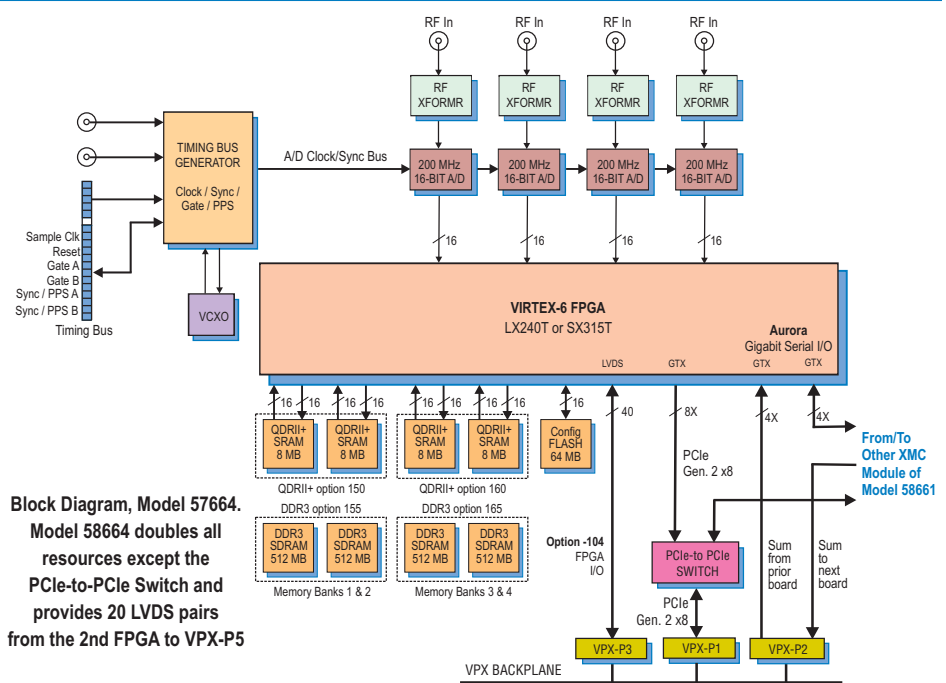 RF In
RF In
RF In
RF In
RF
XFORMR
RF
XFORMR
RF
XFORMR
RF
XFORMR
TIMING BUS
GENERATOR
Clock / Sync /
Gate / PPS
A/D Clock/Sync Bus
200 MHz
16-BIT A/D
200 MHz
16-BIT A/D
200 MHz
16-BIT A/D
200 MHz
16-BIT A/D
16
16
16
16
Sample Clk
Reset
Gate A
Gate B
Sync / PPS A
Sync / PPS B
Timing Bus
VCXO
VIRTEX-6 FPGA
LX240T or SX315T
Aurora
Gigabit Serial I/O
LVDS
GTX
GTX
GTX
16
16
16
16
16
16
16
16
16
40
8X
4X
4X
QDRII+
SRAM
8 MB
QDRII+
SRAM
8 MB
QDRII+
SRAM
8 MB
QDRII+
SRAM
8 MB
Config
FLASH
64 MB
QDRII+ option 150
QDRII+ option 160
DDR3 option 155
DDR3 option 165
DDR3
SDRAM
512 MB
DDR3
SDRAM
512 MB
DDR3
SDRAM
512 MB
DDR3
SDRAM
512 MB
Memory Banks 1 & 2
Memory Banks 3 & 4
PCIe
Gen. 2 x8
From/To
Other XMC
Module of
Model 58661
Option -104
FPGA
I/O
PCIe-to PCIe
SWITCH
Sum
from
prior
board
Sum
to
next
board
PCIe
Gen. 2 x8
VPX-P3
VPX-P1
VPX-P2
VPX BACKPLANE
Block Diagram, Model 57664.
Model 58664 doubles all
resources except the
PCIe-to-PCIe Switch and
provides 20 LVDS pairs
from the 2nd FPGA to VPX-P5